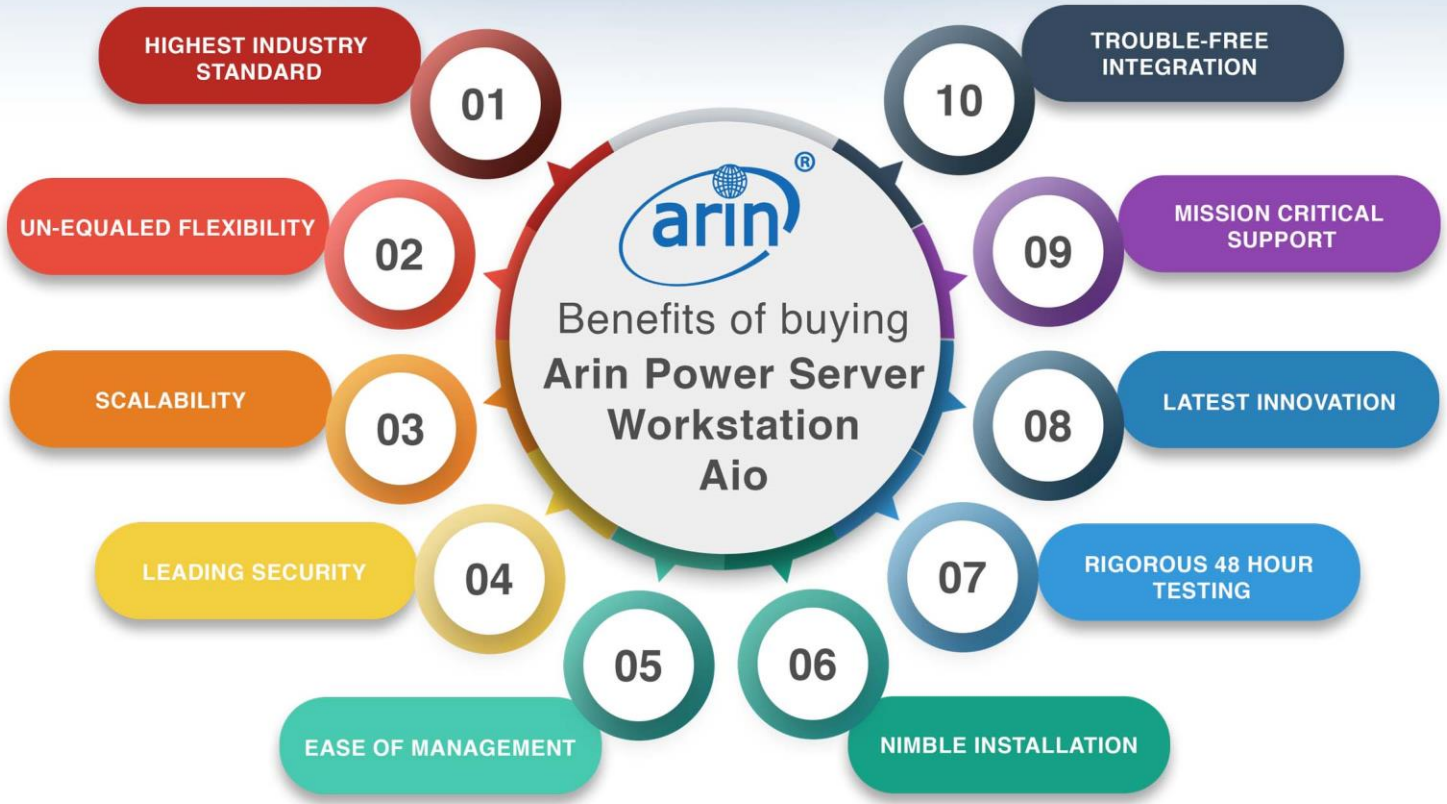 arin®
Benefits of buying
Arin Power Server
Workstation
Aio
01
HIGHEST INDUSTRY
STANDARD
02
UN-EQUALED FLEXIBILITY
03
SCALABILITY
04
LEADING SECURITY
05
EASE OF MANAGEMENT
06
NIMBLE INSTALLATION
07
RIGOROUS 48 HOUR
TESTING
08
LATEST INNOVATION
09
MISSION CRITICAL
SUPPORT
10
TROUBLE-FREE
INTEGRATION